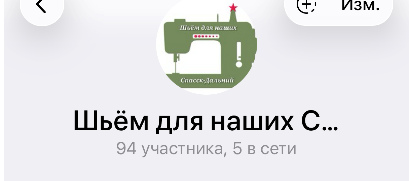 Изм.
Шьём для наших
Спасск-Дальний
Шьём для наших С...
94 участника, 5 в сети